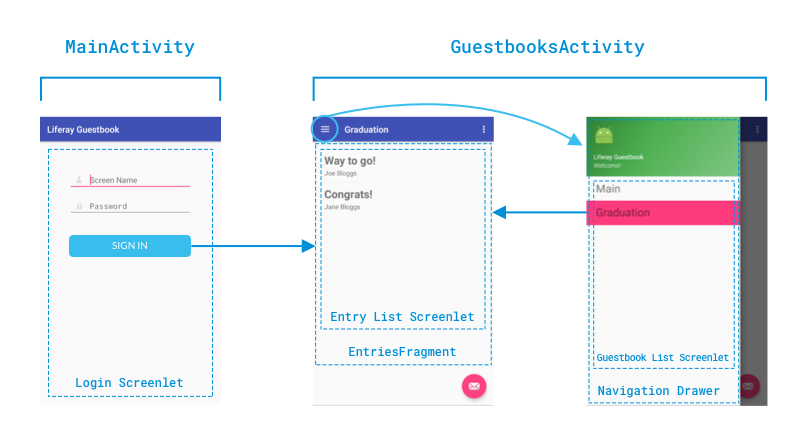 MainActivity
GuestbooksActivity
Liferay Guestbook
Screen Name
Password
SIGN IN
Login Screenlet
Graduation
Way to go!
Joe Bloggs
Congrats!
Jane Bloggs
Entry List Screenlet
EntriesFragment
Liferay Guestbook
Welcome!
Main
Graduation
Guestbook List Screenlet
Navigation Drawer